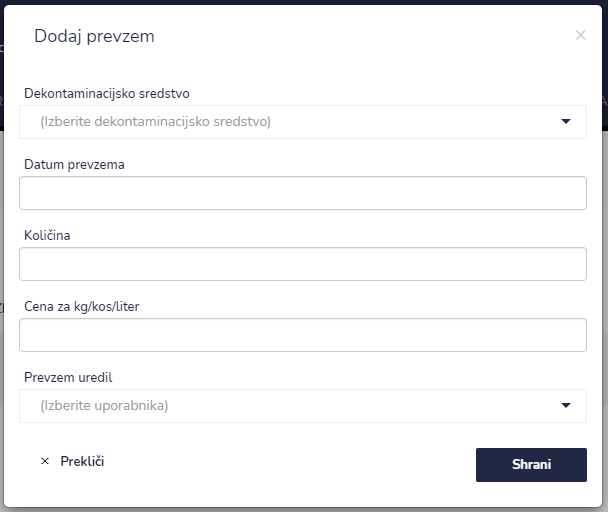 Dodaj prevzem
×
Dekontaminacijsko sredstvo
(Izberite dekontaminacijsko sredstvo)
Datum prevzema
Količina
Cena za kg/kos/liter
Prevzem uredil
(Izberite uporabnika)
× Prekliči
Shrani